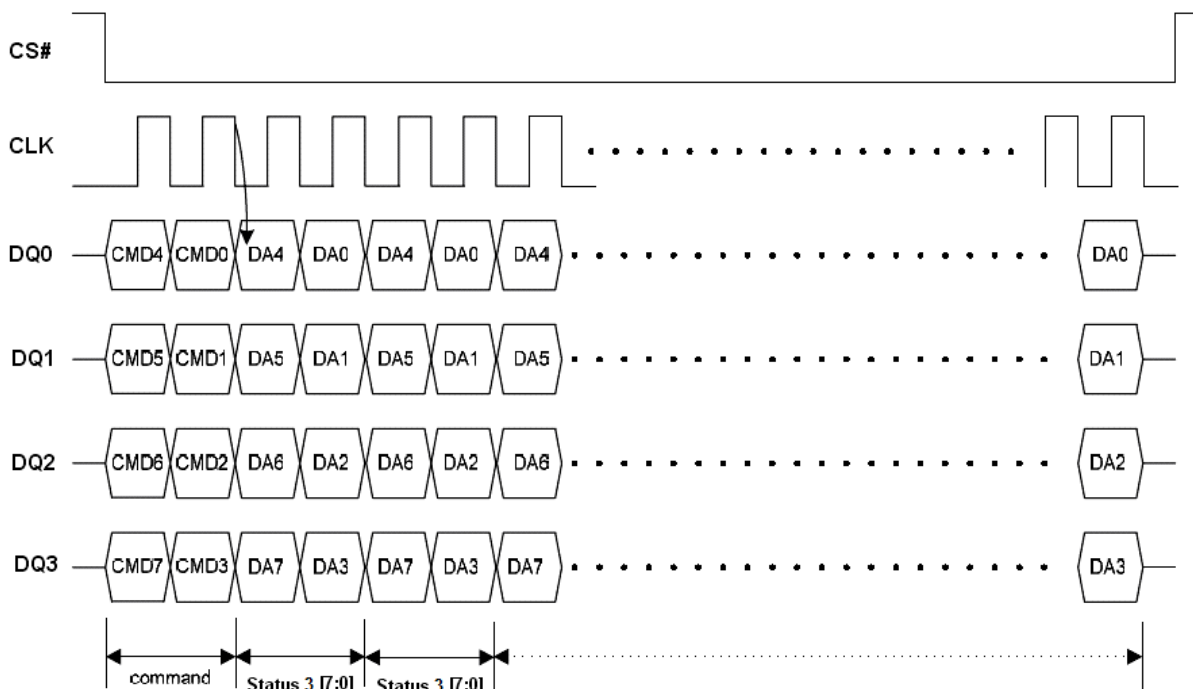 CS#
CLK
DQ0 CMD4 CMD0 DA4 DA0 DA4 DA0 DA4 DA0
DQ1 CMD5 CMD1 DA5 DA1 DA5 DA1 DA5 DA1
DQ2 CMD6 CMD2 DA6 DA2 DA6 DA2 DA6 DA2
DQ3 CMD7 CMD3 DA7 DA3 DA7 DA3 DA7 DA3
command Status 3 [7:0] Status 3 [7:0]